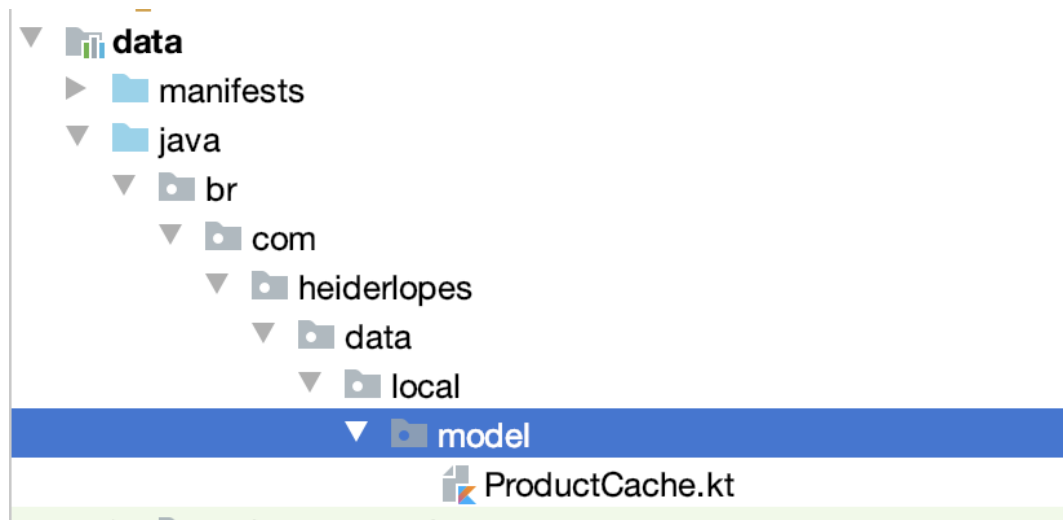 data
manifests
java
br
com
heiderlopes
data
local
model
ProductCache.kt